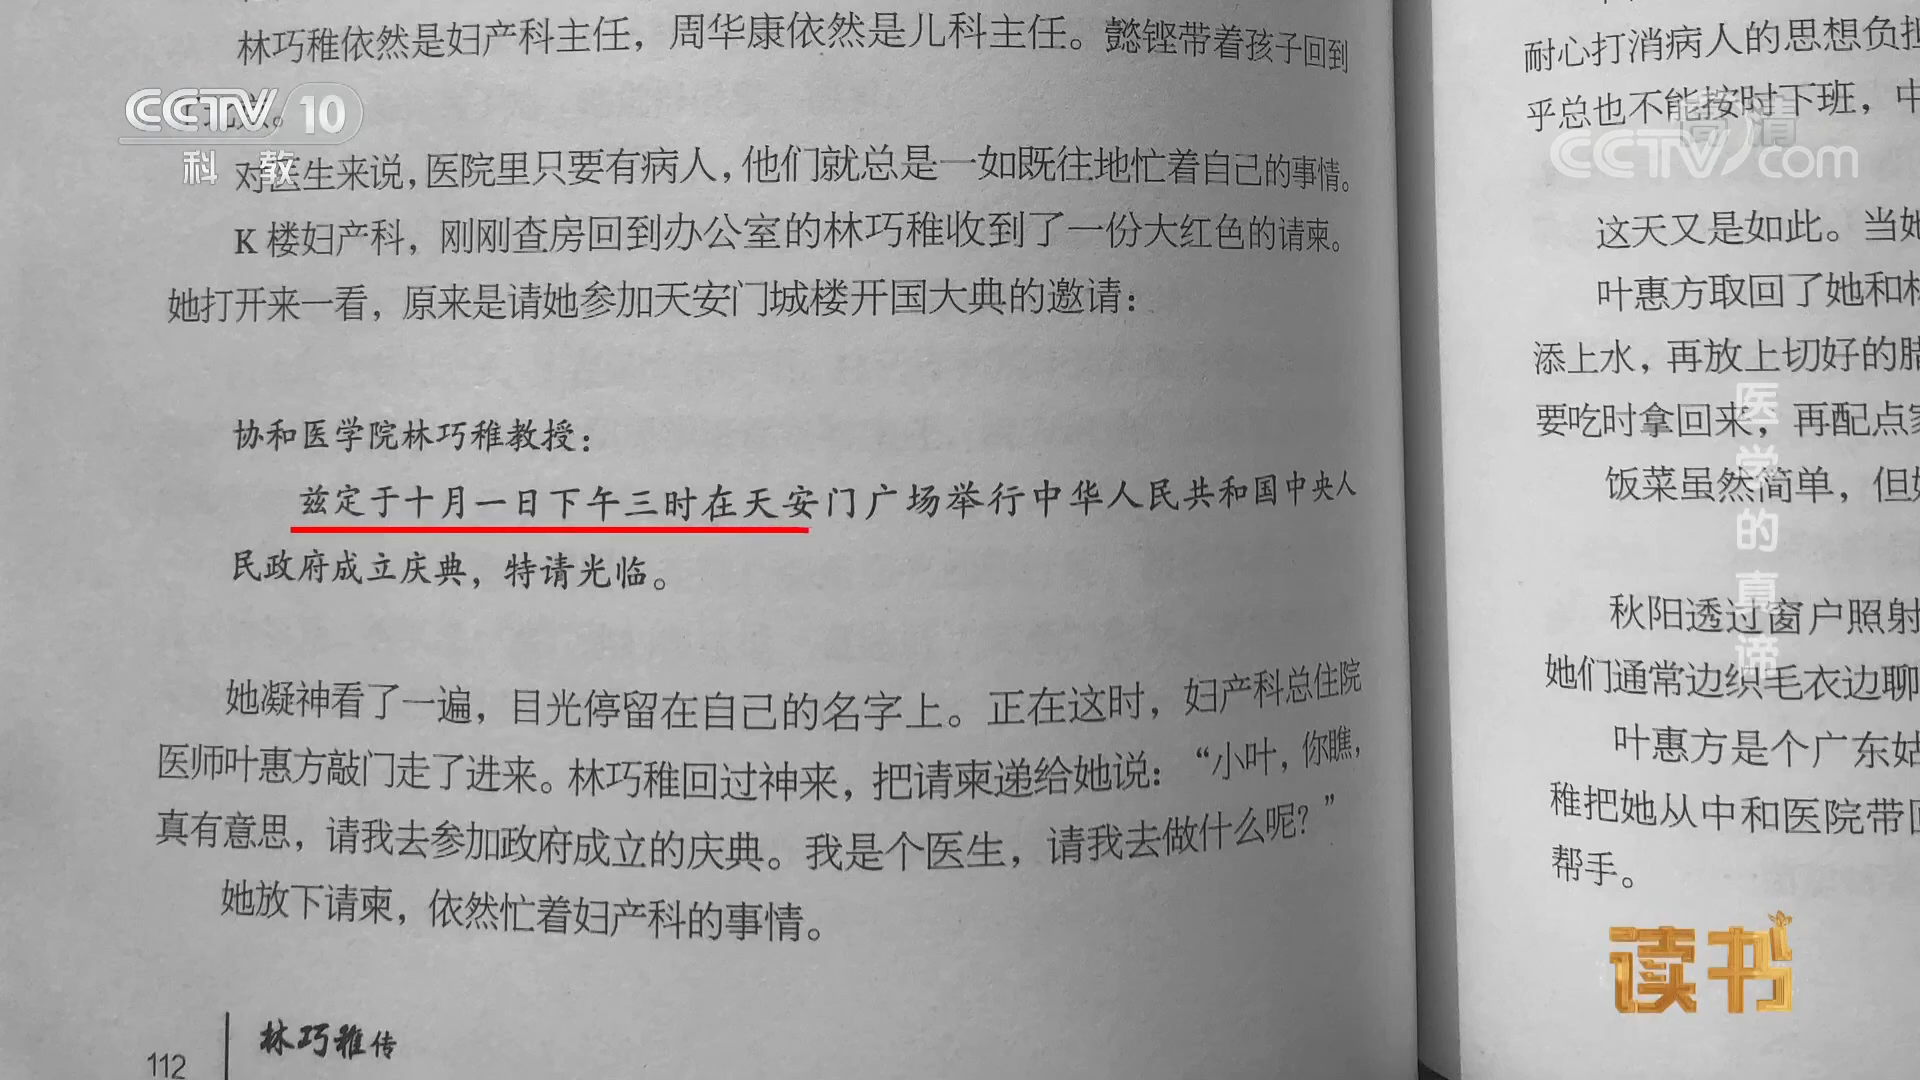 林巧稚依然是妇产科主任，周华康依然是儿科主任。懿铿带着孩子回到
对医生来说，医院里只要有病人，他们就总是一如既往地忙着自己的事情。
K楼妇产科，刚刚查房回到办公室的林巧稚收到了一份大红色的请柬。
她打开来一看，原来是请她参加天安门城楼开国大典的邀请：
协和医学院林巧稚教授：
兹定于十月一日下午三时在天安门广场举行中华人民共和国中央人
民政府成立庆典，特请光临。
她凝神看了一遍，目光停留在自己的名字上。正在这时，妇产科总住院
医师叶惠方敲门走了进来。林巧稚回过神来，把请柬递给她说：“小叶，你瞧，
真有意思，请我去参加政府成立的庆典。我是个医生，请我去做什么呢？”
她放下请柬，依然忙着妇产科的事情。
112
林巧稚传
耐心打消病人的思想负担
乎总也不能按时下班，中
这天又是如此。当她
叶惠方取回了她和林
添上水，再放上切好的腊
要吃时拿回来，再配点家
饭菜虽然简单，但她
秋阳透过窗户照射
她们通常边织毛衣边聊
叶惠方是个广东姑
稚把她从中和医院带回
帮手。
CCTV 10
科教
高清
CCTV.com
医学的真谛
读书